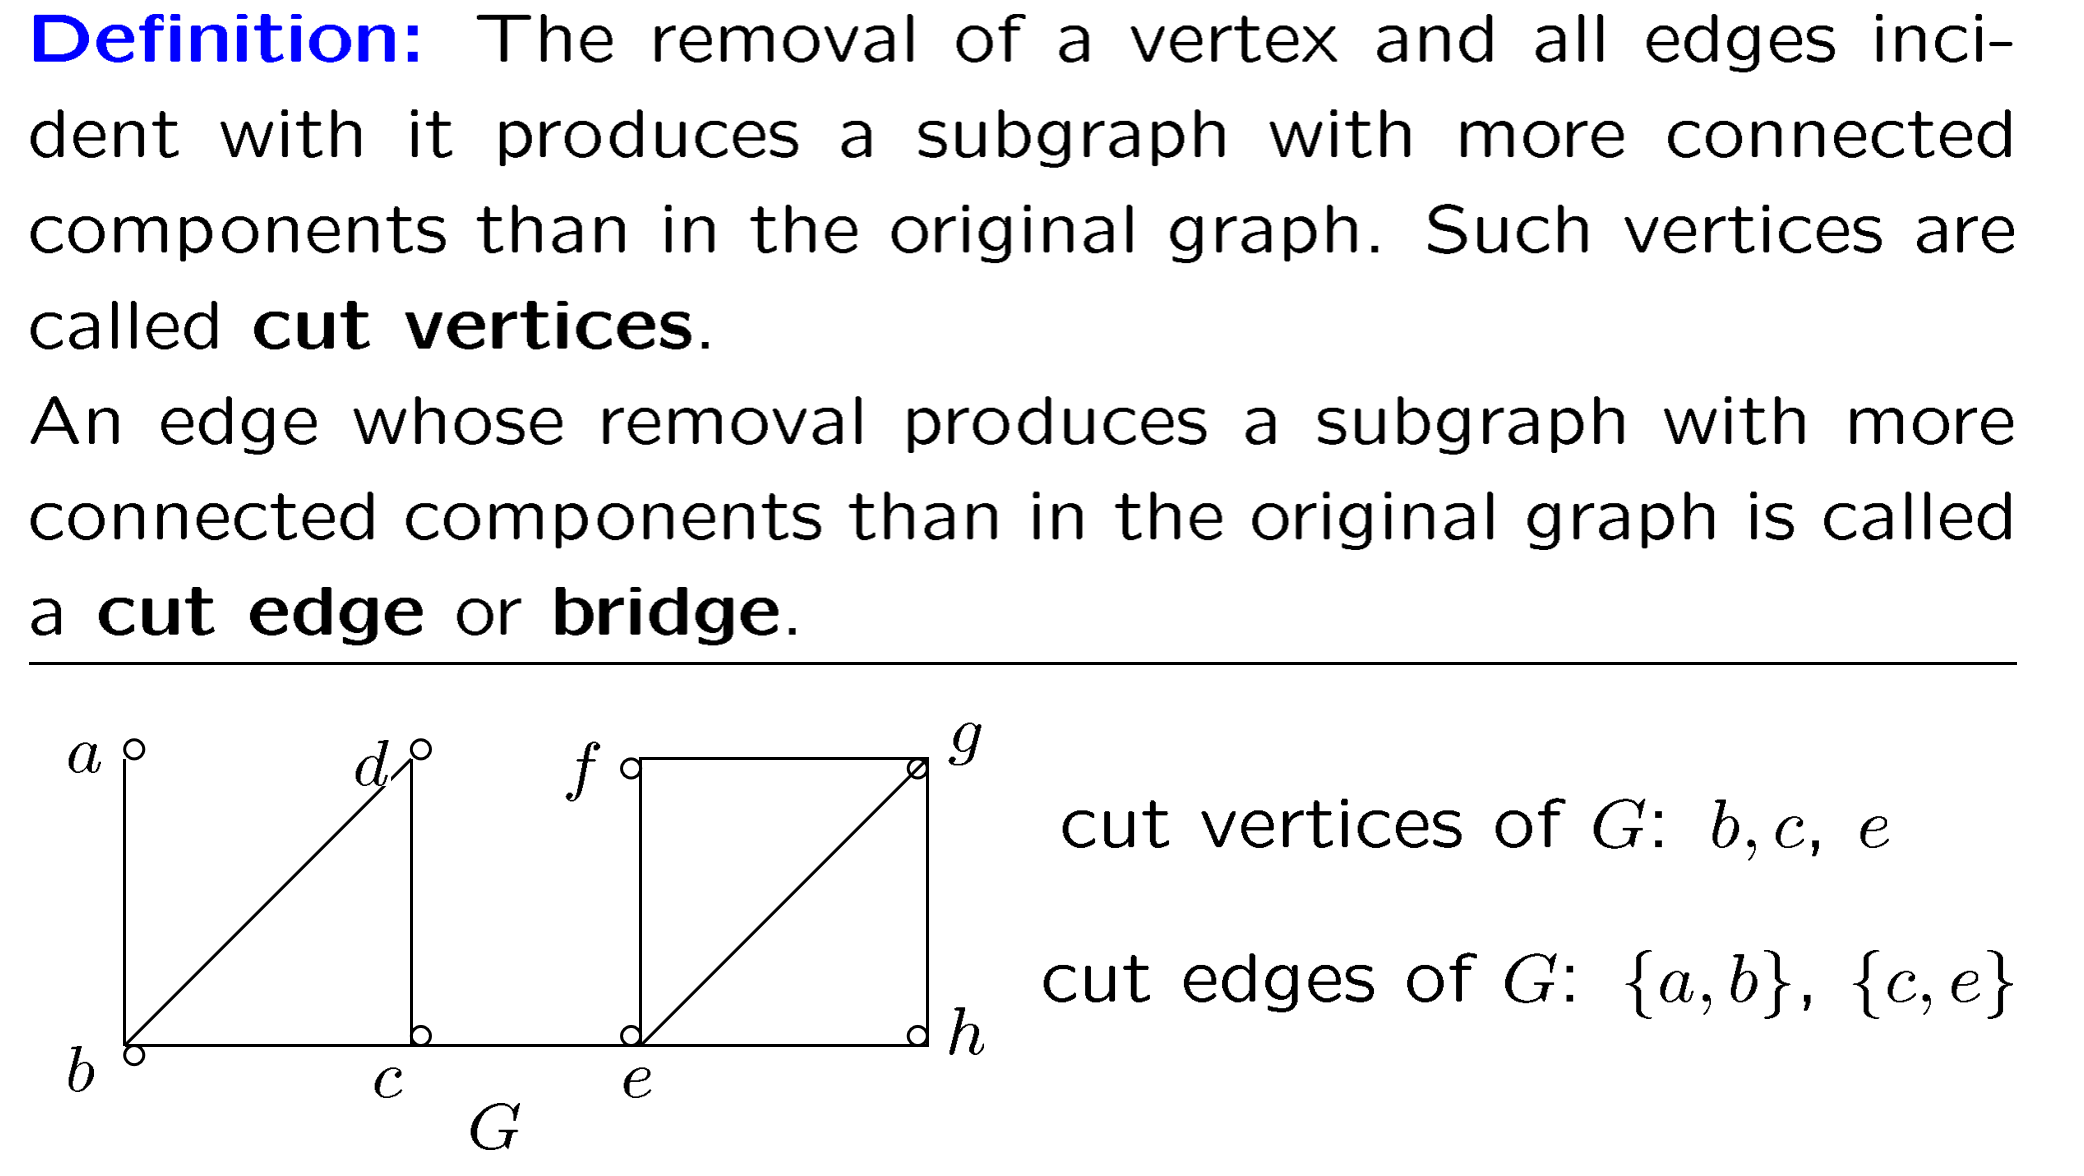 Definition: The removal of a vertex and all edges inci-
dent with it produces a subgraph with more connected
components than in the original graph. Such vertices are
called cut vertices.
An edge whose removal produces a subgraph with more
connected components than in the original graph is called
a cut edge or bridge.
a d f g
cut vertices of G: b, c, e
cut edges of G: {a, b}, {c, e}
b c e h
G